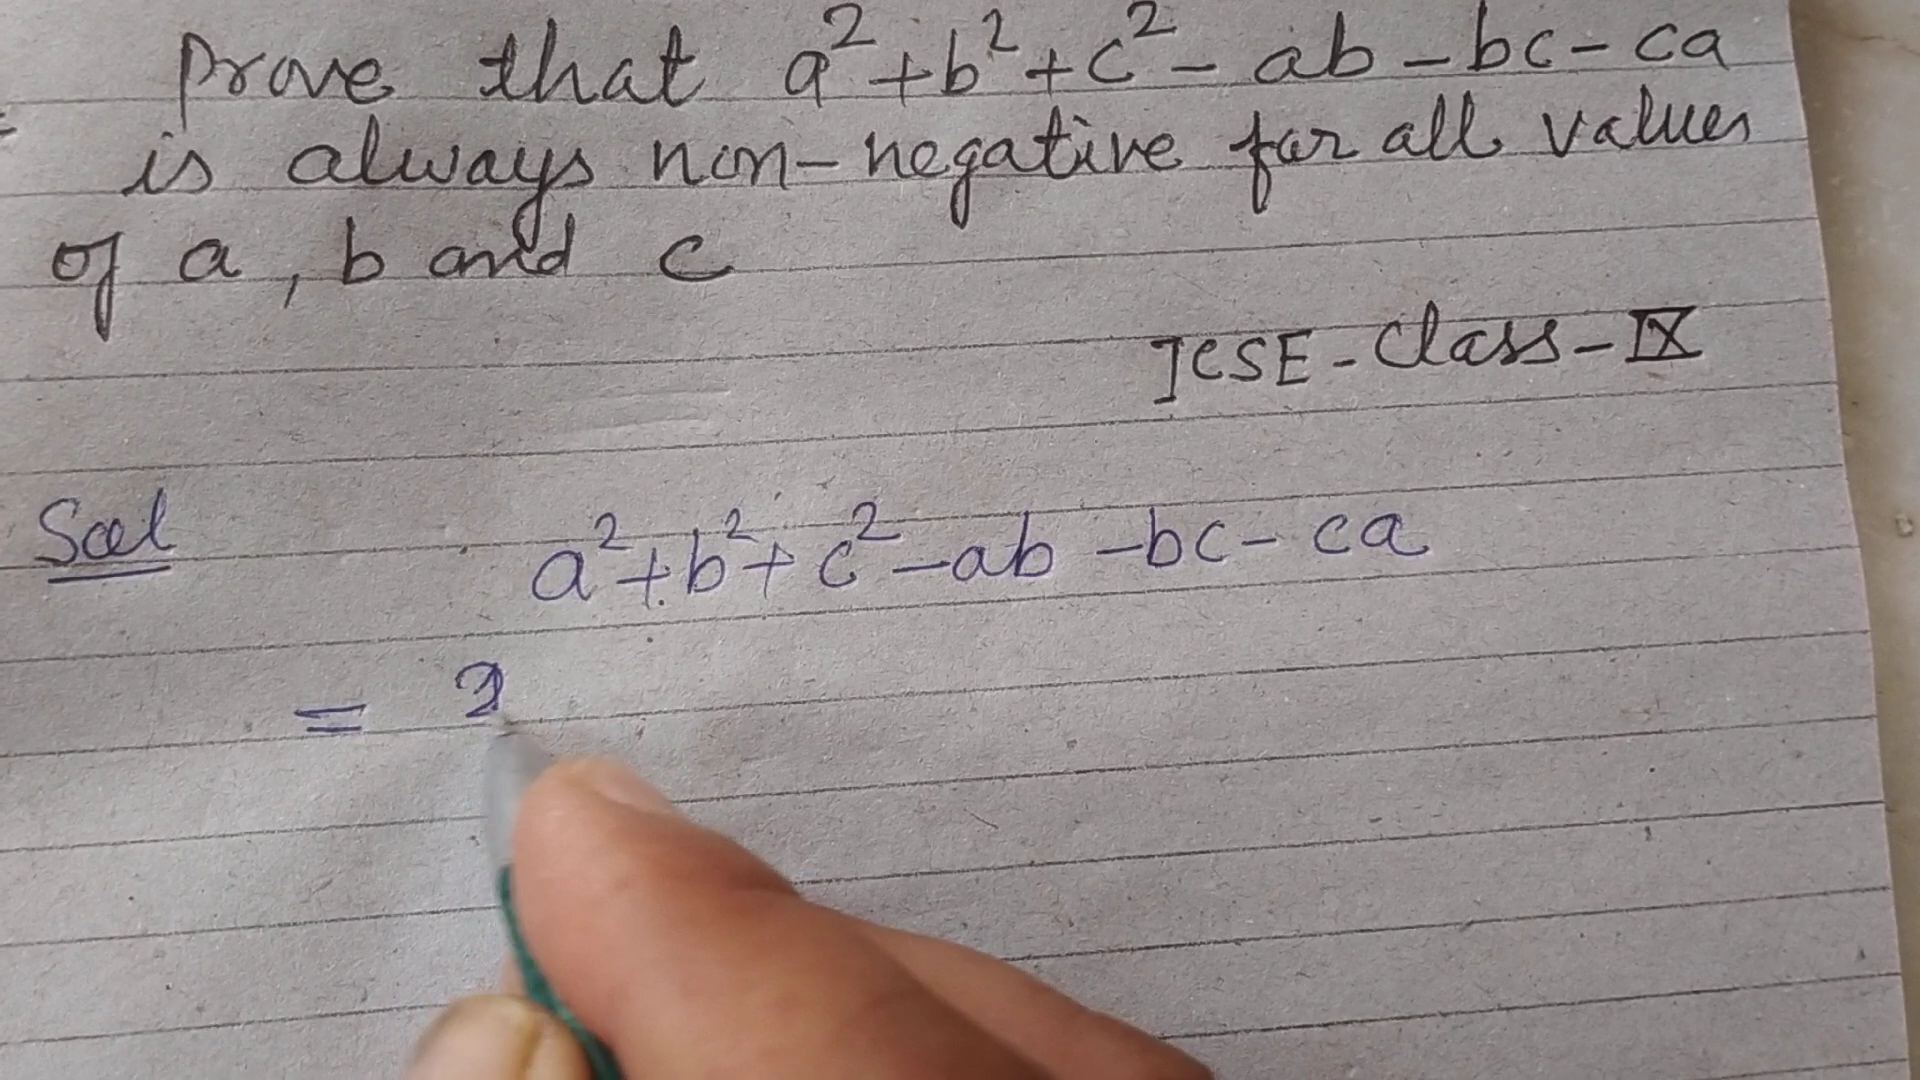 Prove that a²+b²+c²-ab-bc-ca
is always non-negative for all values
of a, b and c
ICSE-Class-IX
Sol
a²+b²+c²-ab-bc-ca
= 2